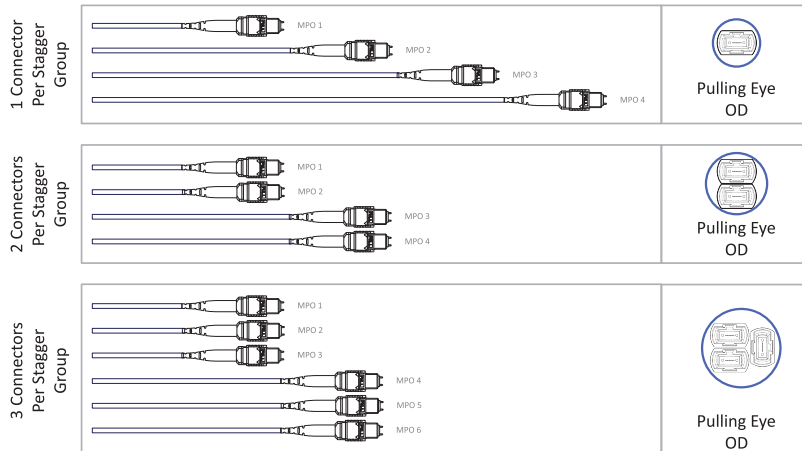 1 Connector
Per Stagger
Group
MPO 1
MPO 2
MPO 3
MPO 4
Pulling Eye
OD
2 Connectors
Per Stagger
Group
MPO 1
MPO 2
MPO 3
MPO 4
Pulling Eye
OD
3 Connectors
Per Stagger
Group
MPO 1
MPO 2
MPO 3
MPO 4
MPO 5
MPO 6
Pulling Eye
OD